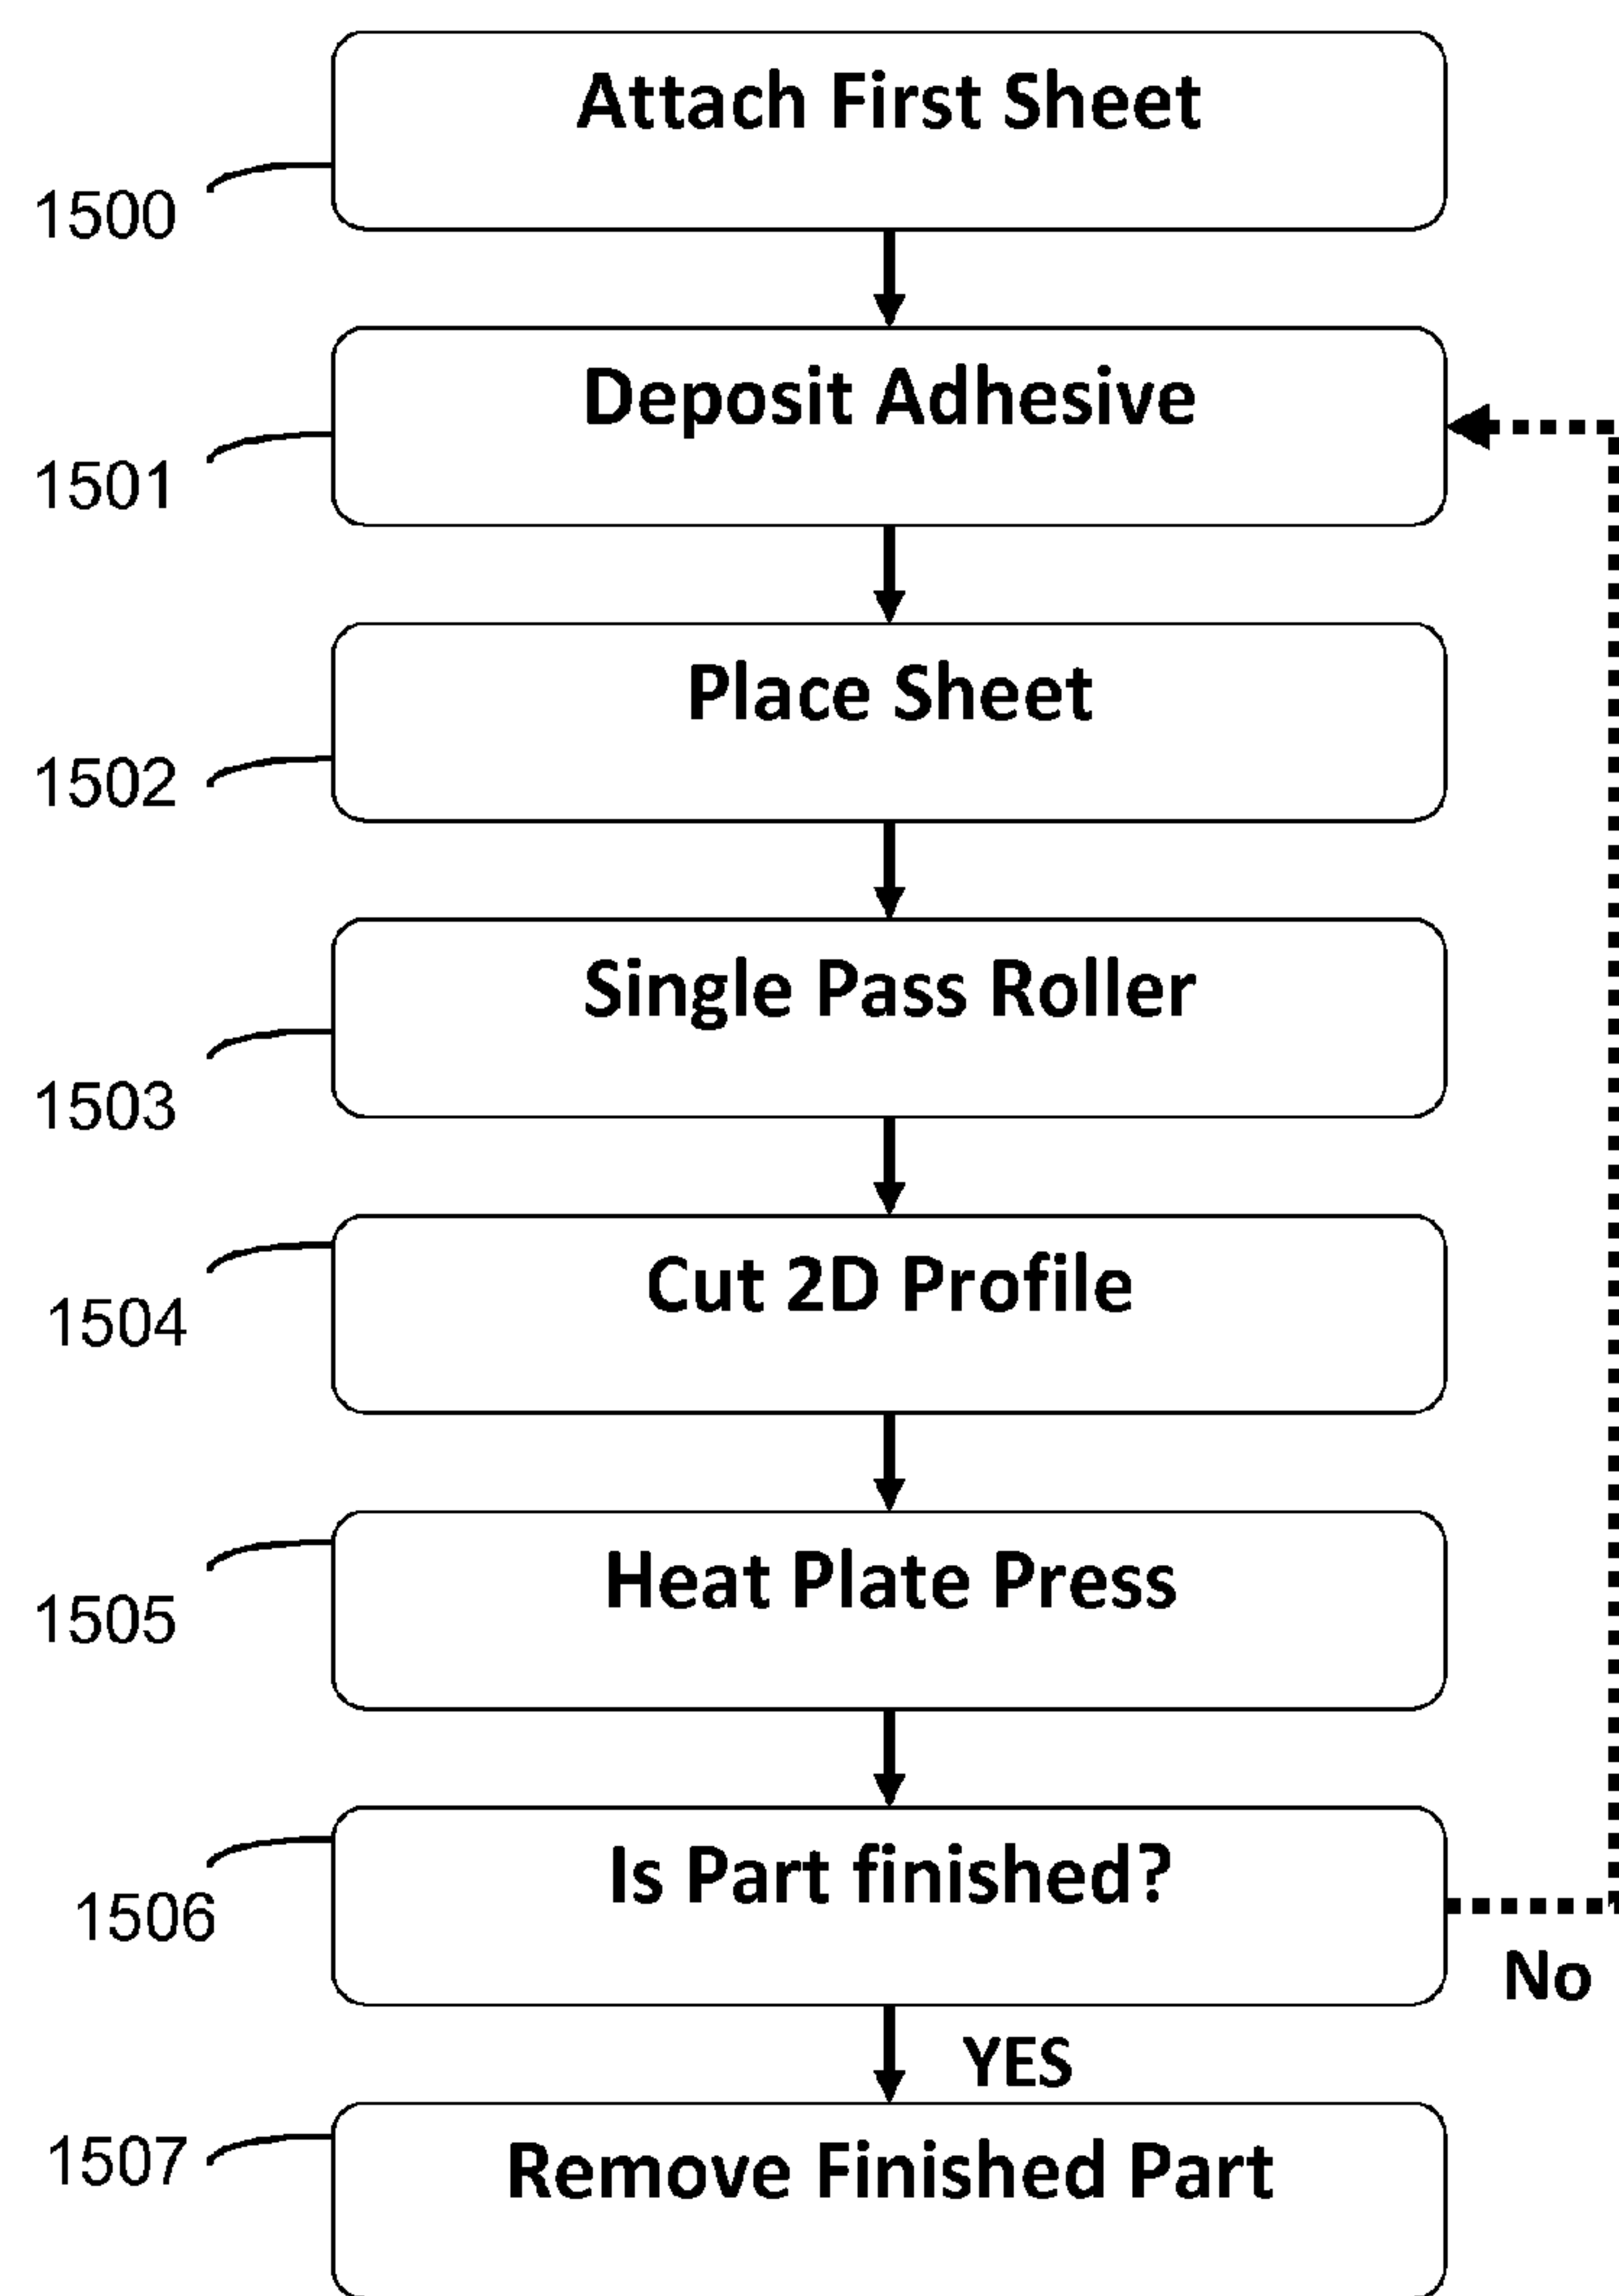 Attach First Sheet
1500
Deposit Adhesive
1501
Place Sheet
1502
Single Pass Roller
1503
Cut 2D Profile
1504
Heat Plate Press
1505
Is Part finished?
1506
No
YES
Remove Finished Part
1507